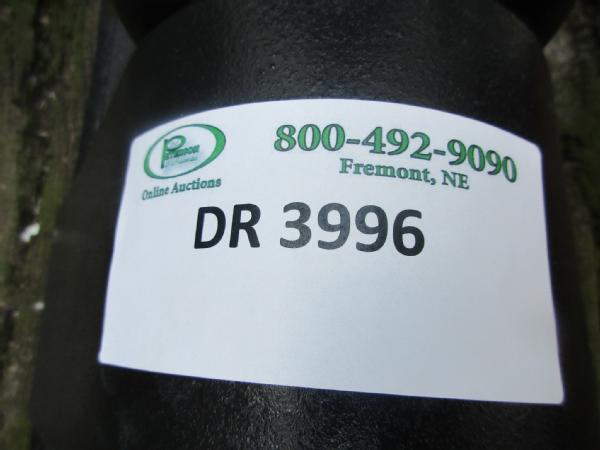 800-492-9090
Fremont, NE
Online Auctions
DR 3996